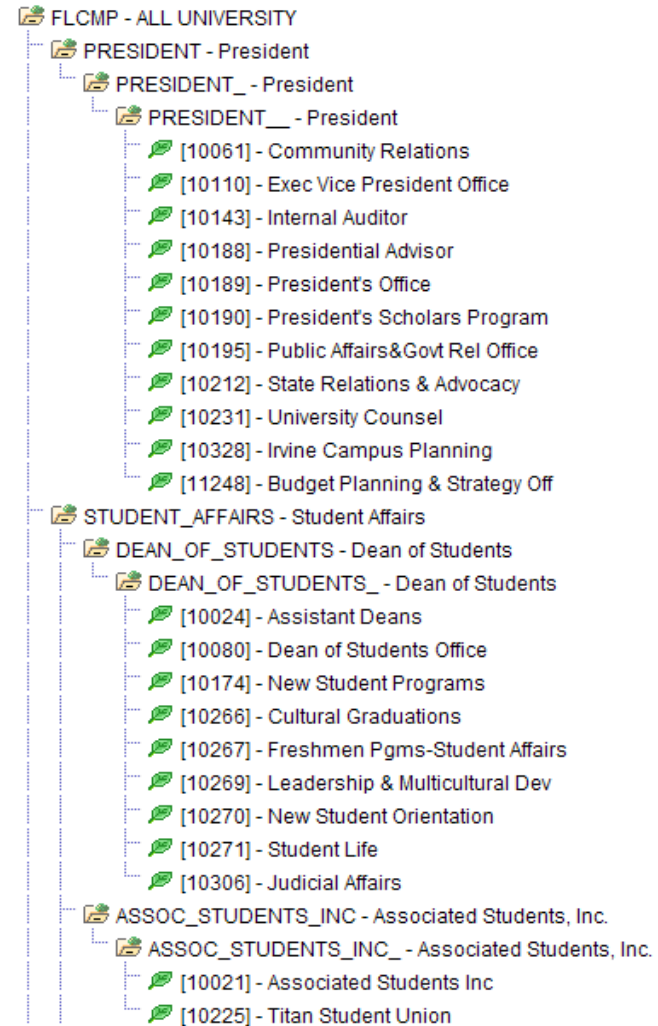 FLCMP - ALL UNIVERSITY
PRESIDENT - President
PRESIDENT_ - President
PRESIDENT__ - President
[10061] - Community Relations
[10110] - Exec Vice President Office
[10143] - Internal Auditor
[10188] - Presidential Advisor
[10189] - President's Office
[10190] - President's Scholars Program
[10195] - Public Affairs&Govt Rel Office
[10212] - State Relations & Advocacy
[10231] - University Counsel
[10328] - Irvine Campus Planning
[11248] - Budget Planning & Strategy Off
STUDENT_AFFAIRS - Student Affairs
DEAN_OF_STUDENTS - Dean of Students
DEAN_OF_STUDENTS_ - Dean of Students
[10024] - Assistant Deans
[10080] - Dean of Students Office
[10174] - New Student Programs
[10266] - Cultural Graduations
[10267] - Freshmen Pgms-Student Affairs
[10269] - Leadership & Multicultural Dev
[10270] - New Student Orientation
[10271] - Student Life
[10306] - Judicial Affairs
ASSOC_STUDENTS_INC - Associated Students, Inc.
ASSOC_STUDENTS_INC_ - Associated Students, Inc.
[10021] - Associated Students Inc
[10225] - Titan Student Union